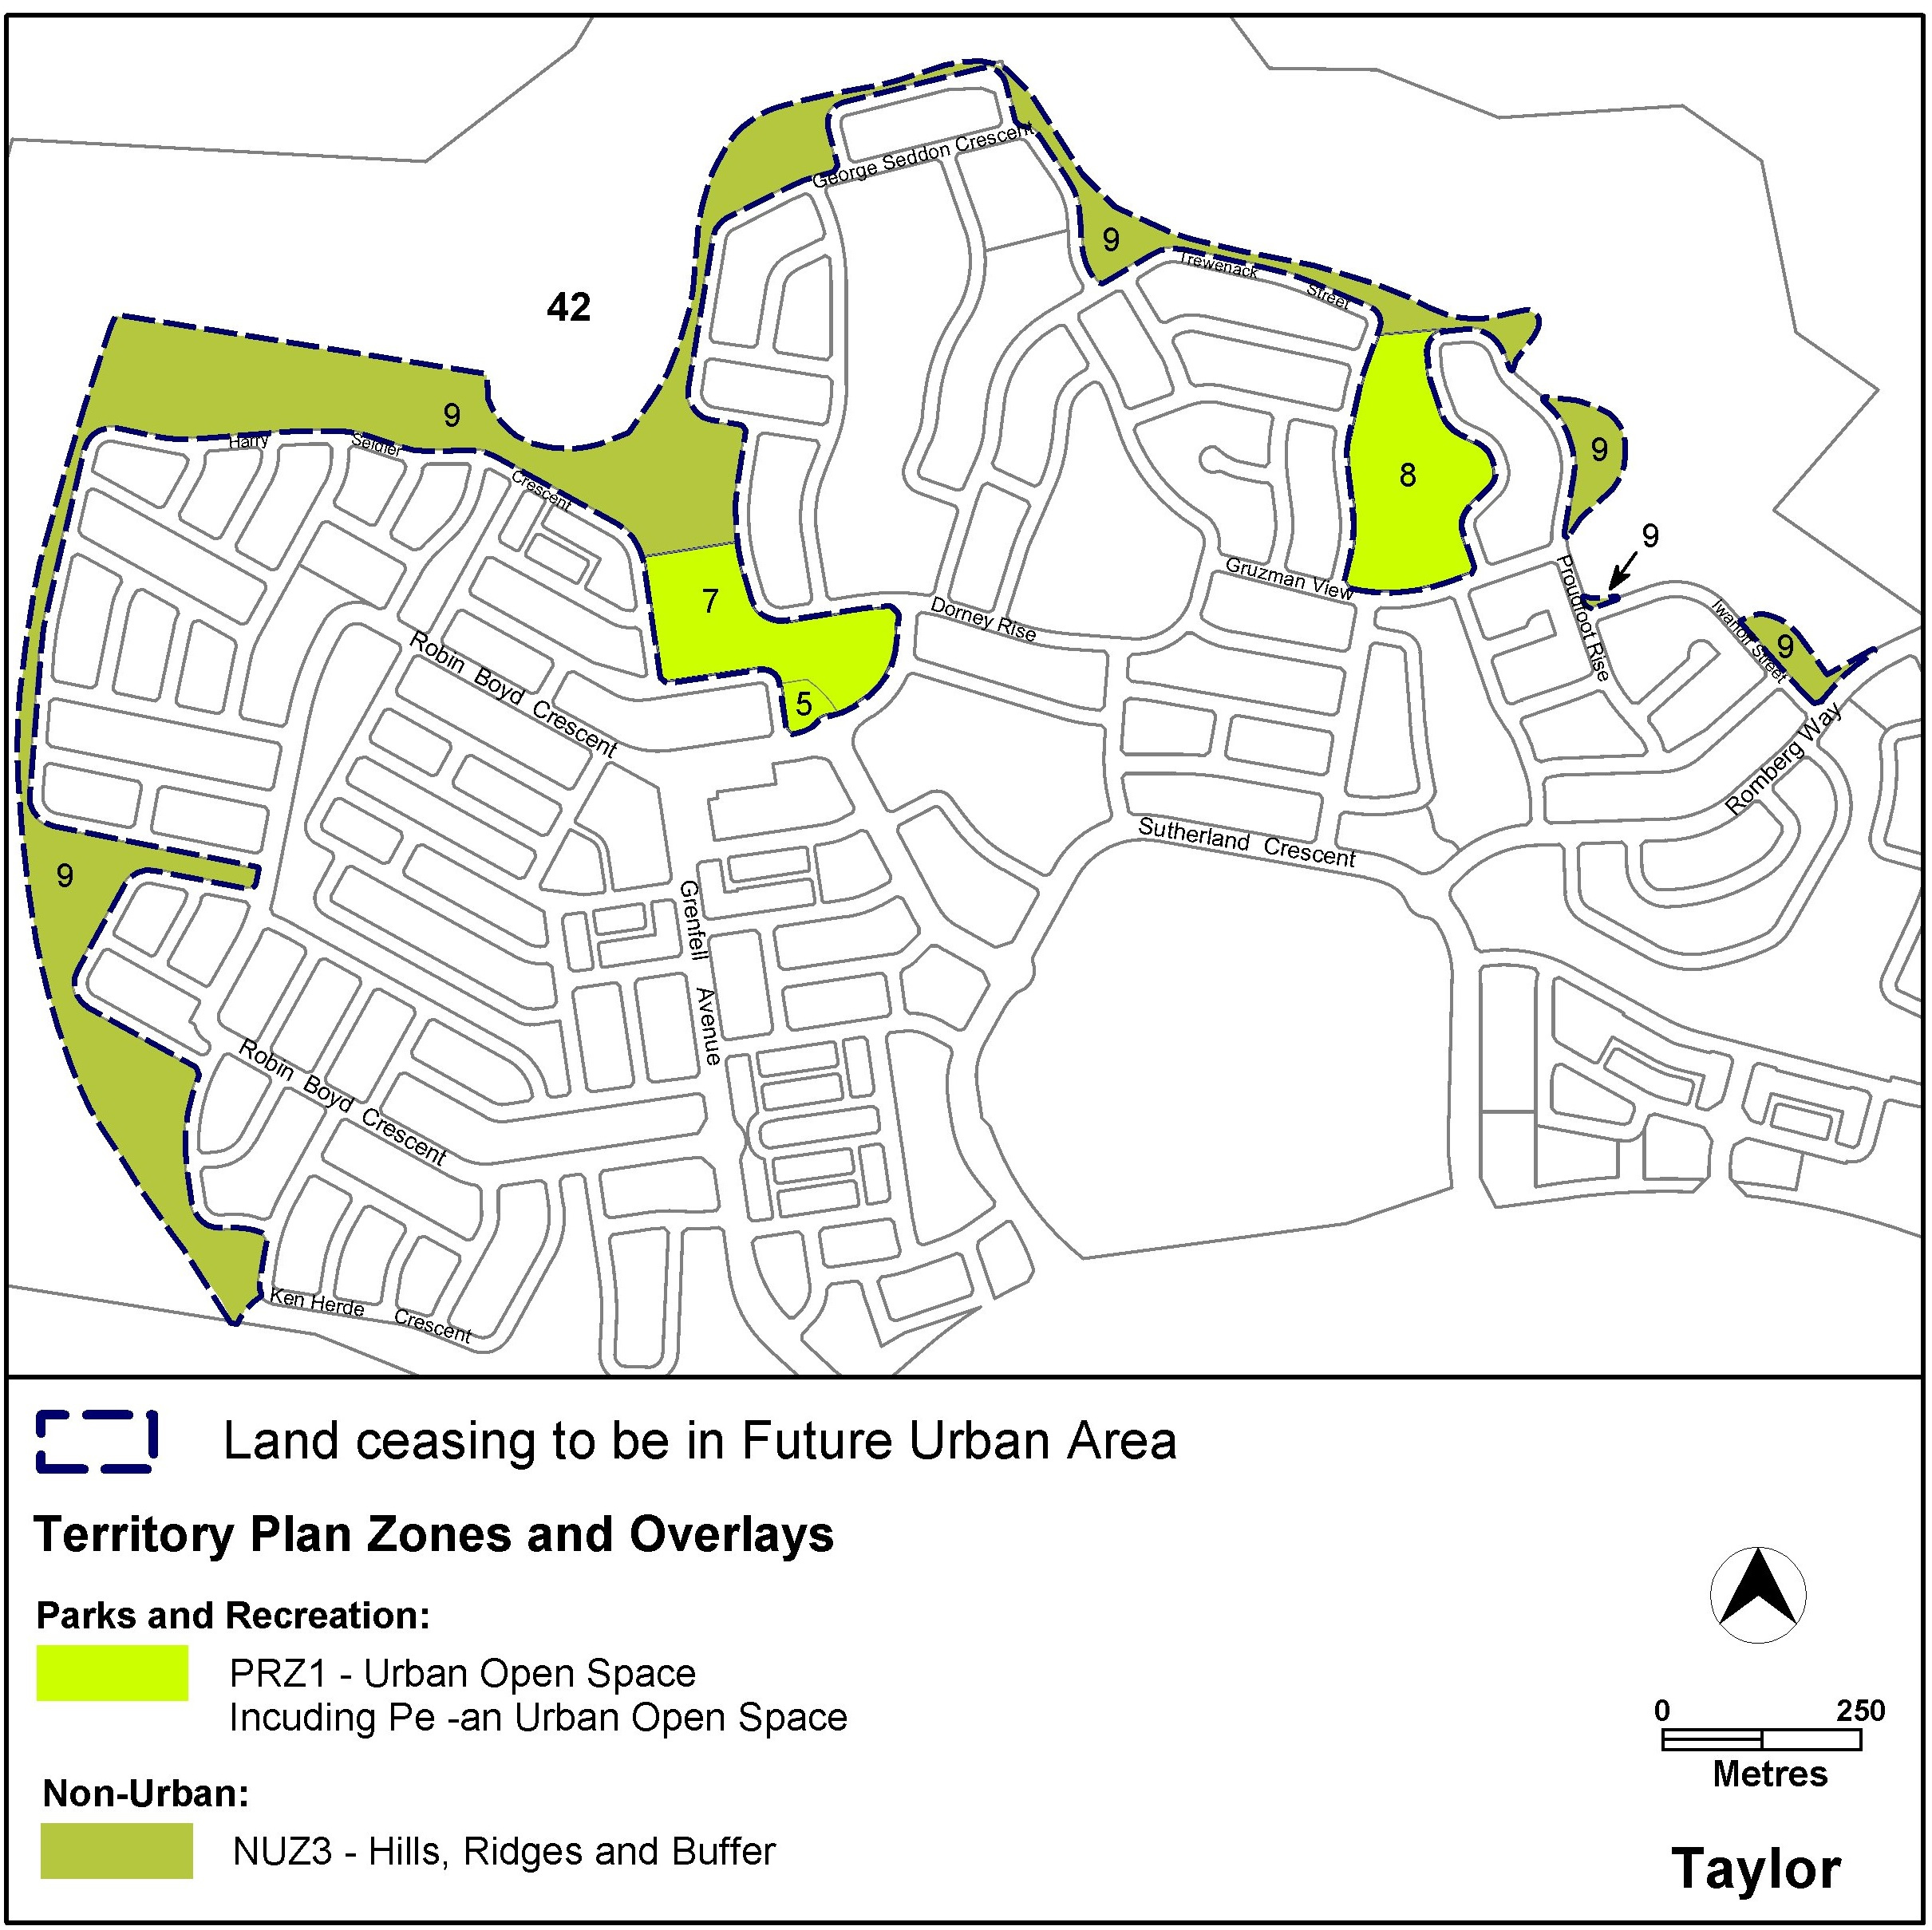 George Seddon Crescent
9
Trewenack
Street
42
9
Harry
Seidler
Crescent
8
9
9
7
5
Gruzman View
Dorney Rise
Proudfoot Rise
Iwanoff Street
9
Robin Boyd Crescent
Romberg Way
Sutherland Crescent
9
Grenfell
Avenue
Robin Boyd Crescent
Ken Herde
Crescent
Land ceasing to be in Future Urban Area
Territory Plan Zones and Overlays
Parks and Recreation:
PRZ1 - Urban Open Space
Incuding Pe -an Urban Open Space
Non-Urban:
NUZ3 - Hills, Ridges and Buffer
0 250
Metres
Taylor